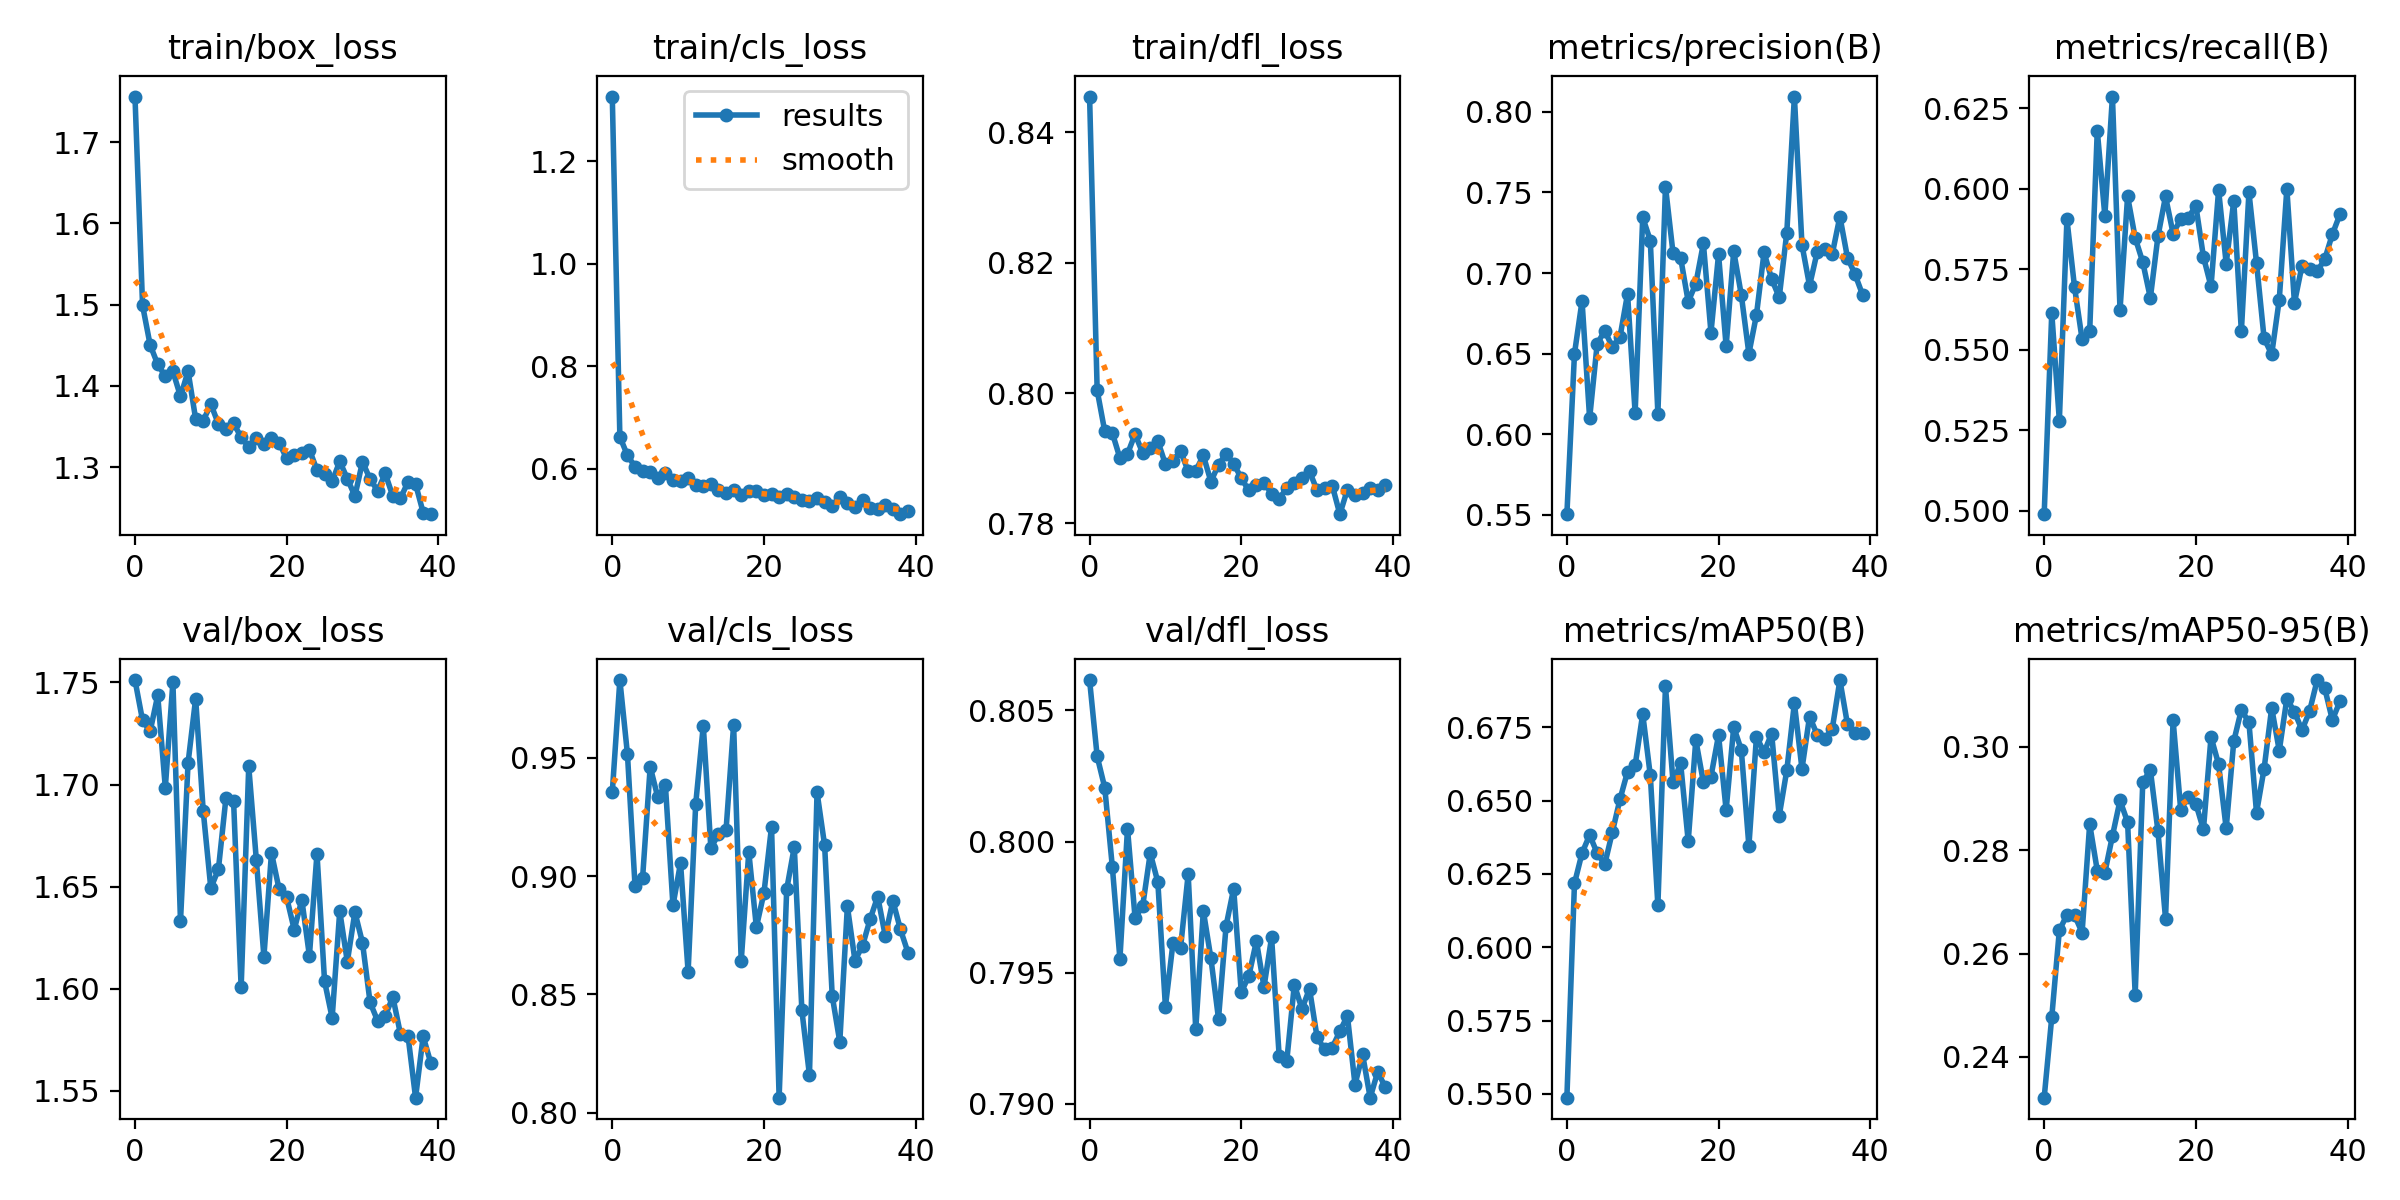 train/box_loss
1.7
1.6
1.5
1.4
1.3
0 20 40
train/cls_loss
results
smooth
1.2
1.0
0.8
0.6
0 20 40
train/dfl_loss
0.84
0.82
0.80
0.78
0 20 40
metrics/precision(B)
0.80
0.75
0.70
0.65
0.60
0.55
0 20 40
metrics/recall(B)
0.625
0.600
0.575
0.550
0.525
0.500
0 20 40
val/box_loss
1.75
1.70
1.65
1.60
1.55
0 20 40
val/cls_loss
0.95
0.90
0.85
0.80
0 20 40
val/dfl_loss
0.805
0.800
0.795
0.790
0 20 40
metrics/mAP50(B)
0.675
0.650
0.625
0.600
0.575
0.550
0 20 40
metrics/mAP50-95(B)
0.30
0.28
0.26
0.24
0 20 40